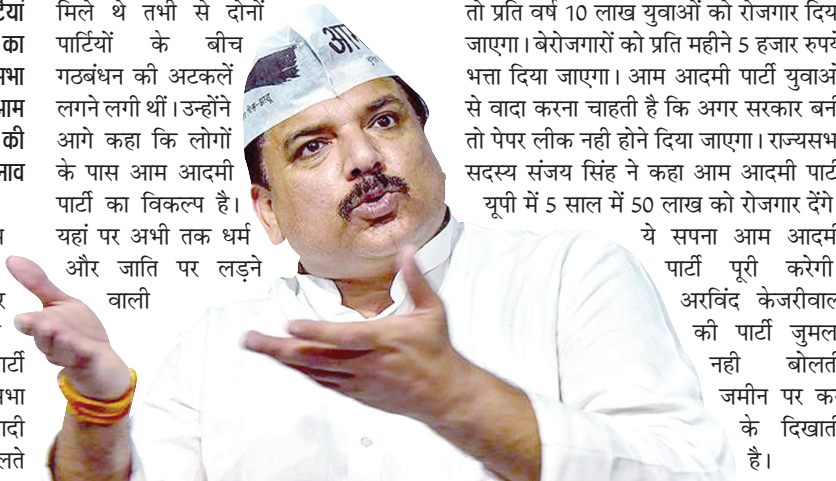 का
आम
की
मिले थे तभी से दोनों
पार्टियों के बीच
गठबंधन की अटकलें
लगने लगी थीं। उन्होंने
आगे कहा कि लोगों
के पास आम आदमी
पार्टी का विकल्प है।
यहां पर अभी तक धर्म
और जाति पर लड़ने
वाली
तो प्रति वर्ष 10 लाख युवाओं को रोजगार दिय
जाएगा। बेरोजगारों को प्रति महीने 5 हजार रुपये
भत्ता दिया जाएगा। आम आदमी पार्टी युवाओं
से वादा करना चाहती है कि अगर सरकार बनी
तो पेपर लीक नही होने दिया जाएगा। राज्यसभ
सदस्य संजय सिंह ने कहा आम आदमी पार्टी
यूपी में 5 साल में 50 लाख को रोजगार देंगे
ये सपना आम आदमी
पार्टी पूरी करेगी
अरविंद केजरीवाल
की पार्टी जुमल
नही बोलती
जमीन पर कर
के दिखाती
है।